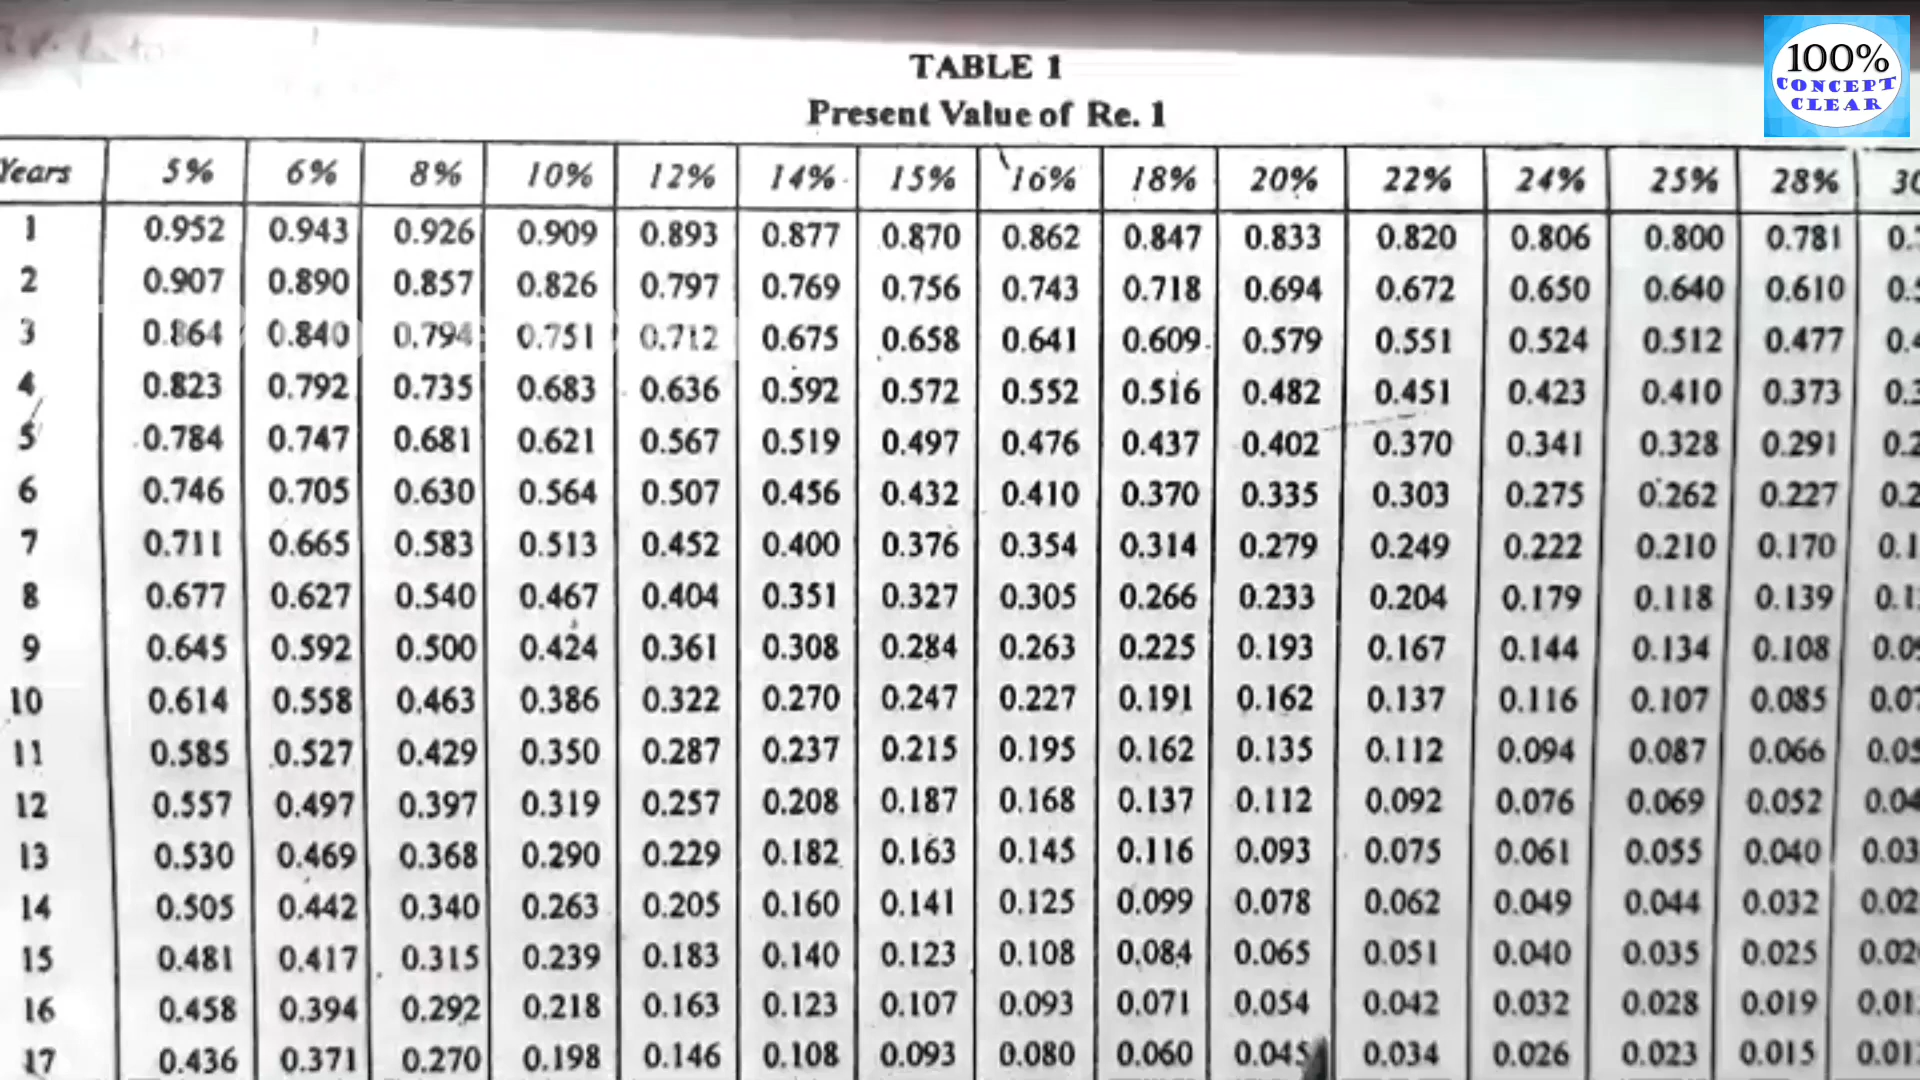 100%
CONCEPT
CLEAR
TABLE 1
Present Value of Re. 1
Years 5% 6% 8% 10% 12% 14% 15% 16% 18% 20% 22% 24% 25% 28%
1 0.952 0.943 0.926 0.909 0.893 0.877 0.870 0.862 0.847 0.833 0.820 0.806 0.800 0.781
2 0.907 0.890 0.857 0.826 0.797 0.769 0.756 0.743 0.718 0.694 0.672 0.650 0.640 0.610
3 0.864 0.840 0.794 0.751 0.712 0.675 0.658 0.641 0.609 0.579 0.551 0.524 0.512 0.477
4 0.823 0.792 0.735 0.683 0.636 0.592 0.572 0.552 0.516 0.482 0.451 0.423 0.410 0.373
5 0.784 0.747 0.681 0.621 0.567 0.519 0.497 0.476 0.437 0.402 0.370 0.341 0.328 0.291
6 0.746 0.705 0.630 0.564 0.507 0.456 0.432 0.410 0.370 0.335 0.303 0.275 0.262 0.227
7 0.711 0.665 0.583 0.513 0.452 0.400 0.376 0.354 0.314 0.279 0.249 0.222 0.210 0.170
8 0.677 0.627 0.540 0.467 0.404 0.351 0.327 0.305 0.266 0.233 0.204 0.179 0.118 0.139
9 0.645 0.592 0.500 0.424 0.361 0.308 0.284 0.263 0.225 0.193 0.167 0.144 0.134 0.108
10 0.614 0.558 0.463 0.386 0.322 0.270 0.247 0.227 0.191 0.162 0.137 0.116 0.107 0.085
11 0.585 0.527 0.429 0.350 0.287 0.237 0.215 0.195 0.162 0.135 0.112 0.094 0.087 0.066
12 0.557 0.497 0.397 0.319 0.257 0.208 0.187 0.168 0.137 0.112 0.092 0.076 0.069 0.052
13 0.530 0.469 0.368 0.290 0.229 0.182 0.163 0.145 0.116 0.093 0.075 0.061 0.055 0.040
14 0.505 0.442 0.340 0.263 0.205 0.160 0.141 0.125 0.099 0.078 0.062 0.049 0.044 0.032
15 0.481 0.417 0.315 0.239 0.183 0.140 0.123 0.108 0.084 0.065 0.051 0.040 0.035 0.025
16 0.458 0.394 0.292 0.218 0.163 0.123 0.107 0.093 0.071 0.054 0.042 0.032 0.028 0.019
17 0.436 0.371 0.270 0.198 0.146 0.108 0.093 0.080 0.060 0.045 0.034 0.026 0.023 0.015